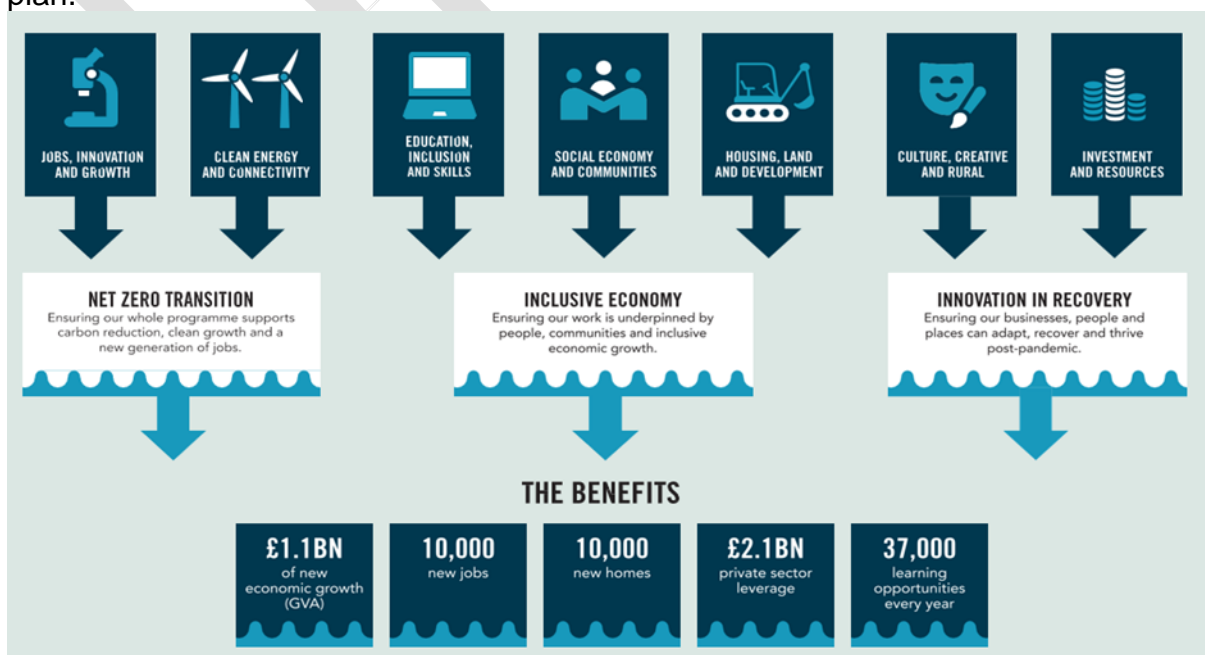 plan.
JOBS, INNOVATION
AND GROWTH
CLEAN ENERGY
AND CONNECTIVITY
EDUCATION,
INCLUSION
AND SKILLS
SOCIAL ECONOMY
AND COMMUNITIES
HOUSING, LAND
AND DEVELOPMENT
CULTURE, CREATIVE
AND RURAL
INVESTMENT
AND RESOURCES
NET ZERO TRANSITION
Ensuring our whole programme supports
carbon reduction, clean growth and a
new generation of jobs.
INCLUSIVE ECONOMY
Ensuring our work is underpinned by
people, communities and inclusive
economic growth.
INNOVATION IN RECOVERY
Ensuring our businesses, people and
places can adapt, recover and thrive
post-pandemic.
THE BENEFITS
£1.1BN
of new
economic growth
(GVA)
10,000
new jobs
10,000
new homes
£2.1BN
private sector
leverage
37,000
learning
opportunities
every year